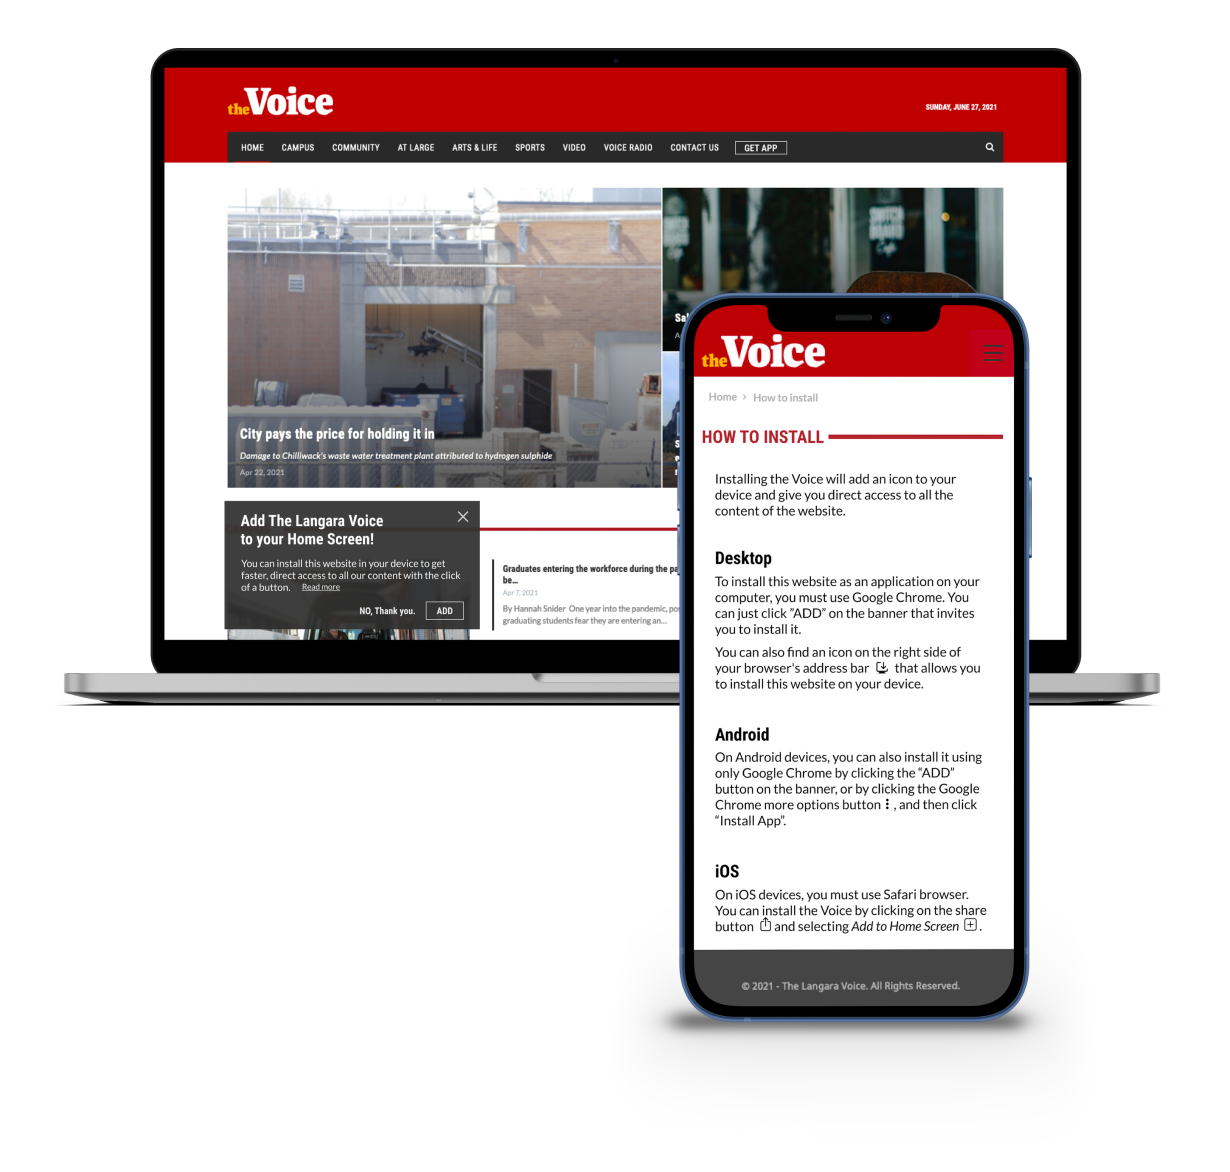 theVoice
SUNDAY, JUNE 27, 2021
HOME CAMPUS COMMUNITY AT LARGE ARTS & LIFE SPORTS VIDEO VOICE RADIO CONTACT US GET APP
City pays the price for holding it in
Damage to Chilliwack's waste water treatment plant attributed to hydrogen sulphide
Apr 22, 2021
Add The Langara Voice
to your Home Screen!
You can install this website in your device to get
faster, direct access to all our content with the click
of a button. Read more
NO, Thank you. ADD
Graduates entering the workforce during the
be...
Apr 7, 2021
By Hannah Snider One year into the pandemic,
graduating students fear they are entering an...
theVoice
Home > How to install
HOW TO INSTALL
Installing the Voice will add an icon to your
device and give you direct access to all the
content of the website.
Desktop
To install this website as an application on your
computer, you must use Google Chrome. You
can just click ”ADD” on the banner that invites
you to install it.
You can also find an icon on the right side of
your browser's address bar that allows you
to install this website on your device.
Android
On Android devices, you can also install it using
only Google Chrome by clicking the “ADD”
button on the banner, or by clicking the Google
Chrome more options button , and then click
“Install App”.
iOS
On iOS devices, you must use Safari browser.
You can install the Voice by clicking on the share
button and selecting Add to Home Screen .
© 2021 - The Langara Voice. All Rights Reserved.